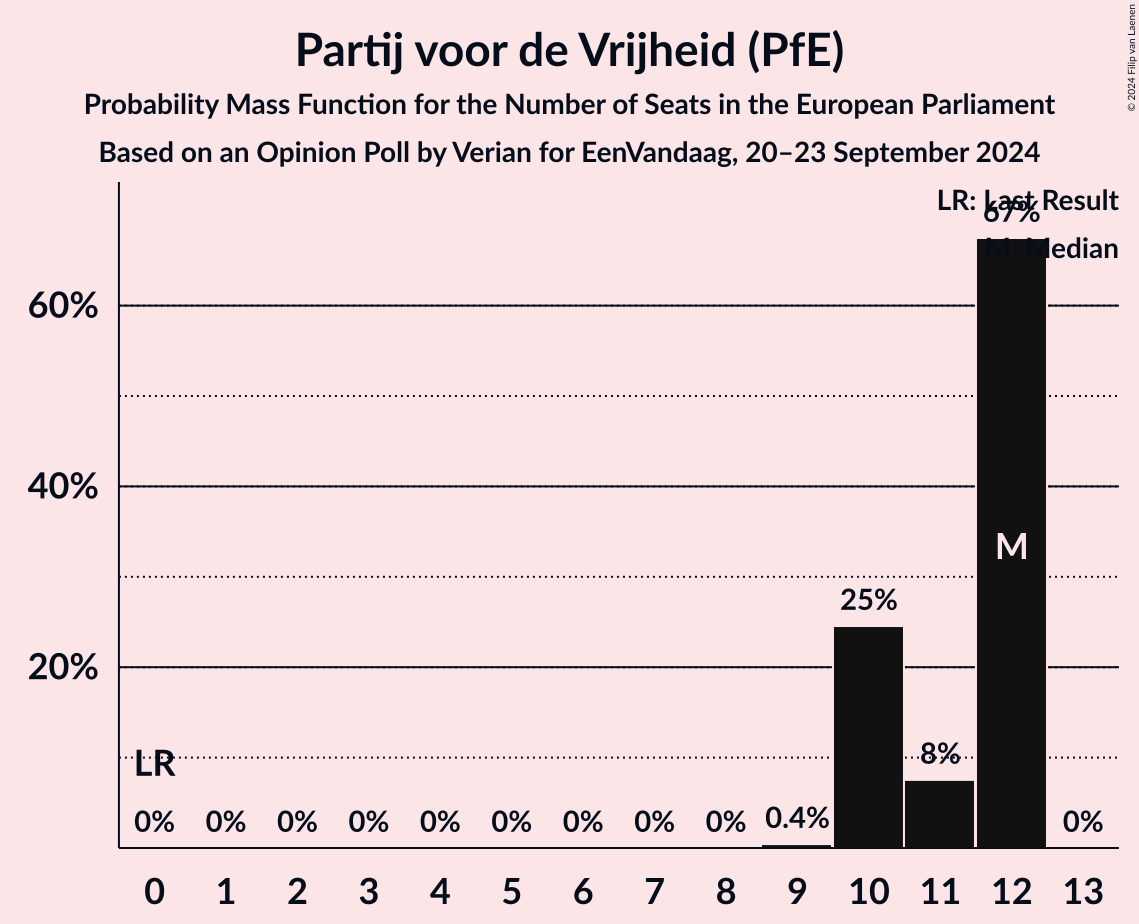 Partij voor de Vrijheid (PfE)
Probability Mass Function for the Number of Seats in the European Parliament
Based on an Opinion Poll by Verian for EenVandaag, 20–23 September 2024
© 2024 Filip van Laenen
LR: Last Result
M: Median
67%
60%
40%
20%
M
25%
8%
LR
0% 0% 0% 0% 0% 0% 0% 0% 0% 0.4% 0%
0 1 2 3 4 5 6 7 8 9 10 11 12 13